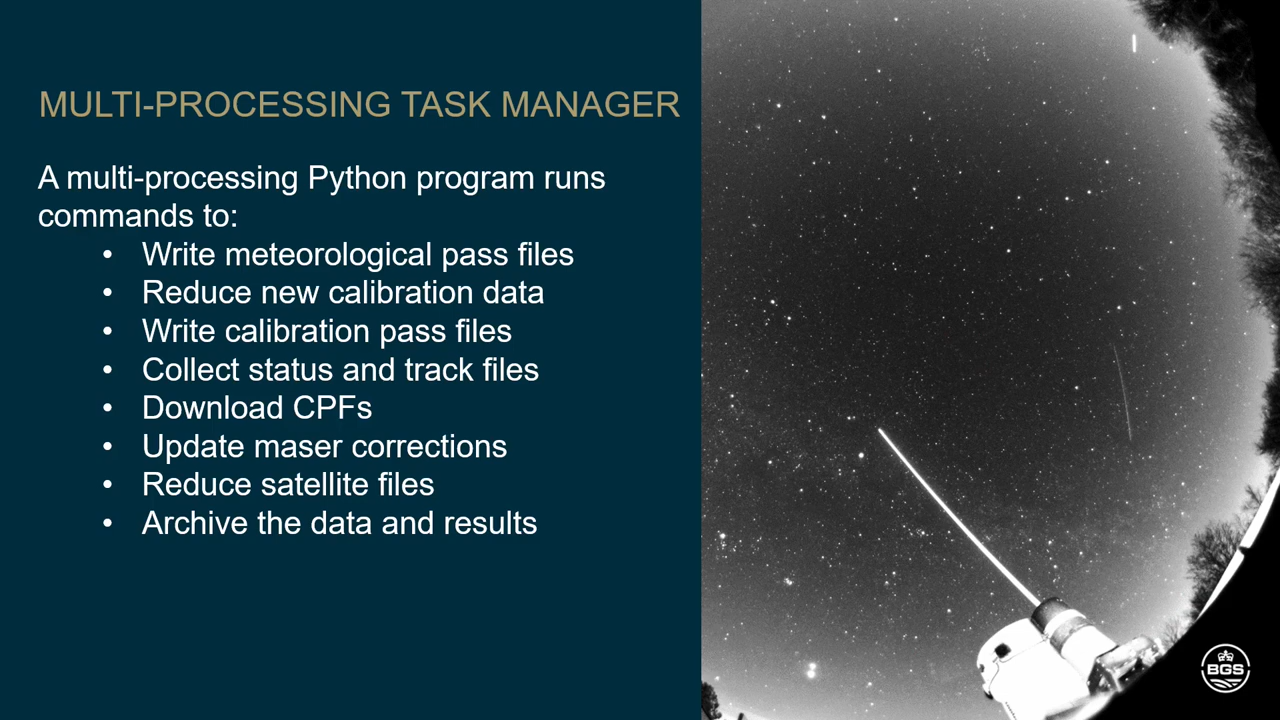 MULTI-PROCESSING TASK MANAGER
A multi-processing Python program runs
commands to:
• Write meteorological pass files
• Reduce new calibration data
• Write calibration pass files
• Collect status and track files
• Download CPFs
• Update maser corrections
• Reduce satellite files
• Archive the data and results
BGS